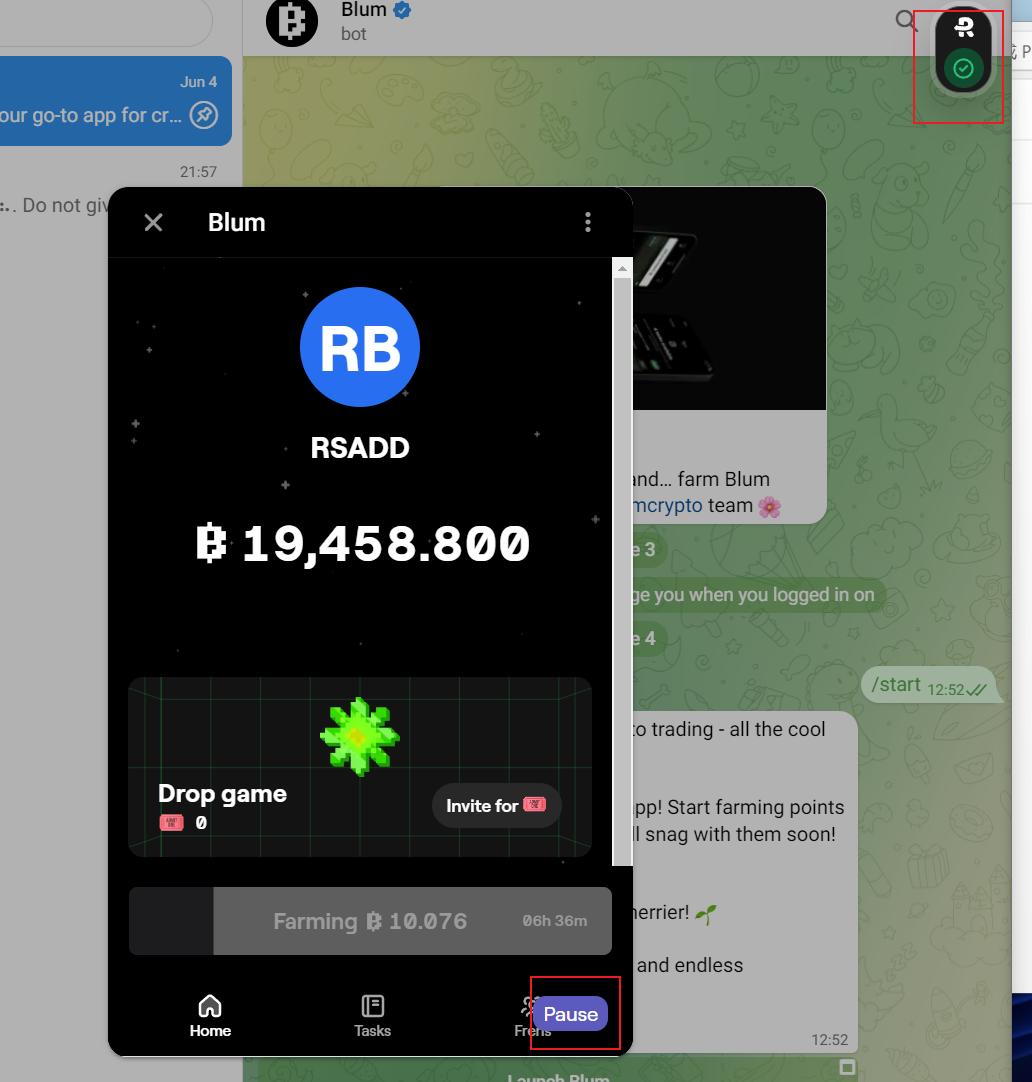 Blum
bot
Jun 4
our go-to app for cr...
21:57
Do not giv
Blum
RB
RSADD
19,458.800
and... farm Blum
mcrypto team
e 3
ge you when you logged in on
e 4
/start 12:52
to trading - all the cool
app! Start farming points
ll snag with them soon!
Drop game
0
Invite for
nerrier!
Farming 10.076
06h 36m
and endless
Home
Tasks
Frens
Pause
12:52
Launch Blum